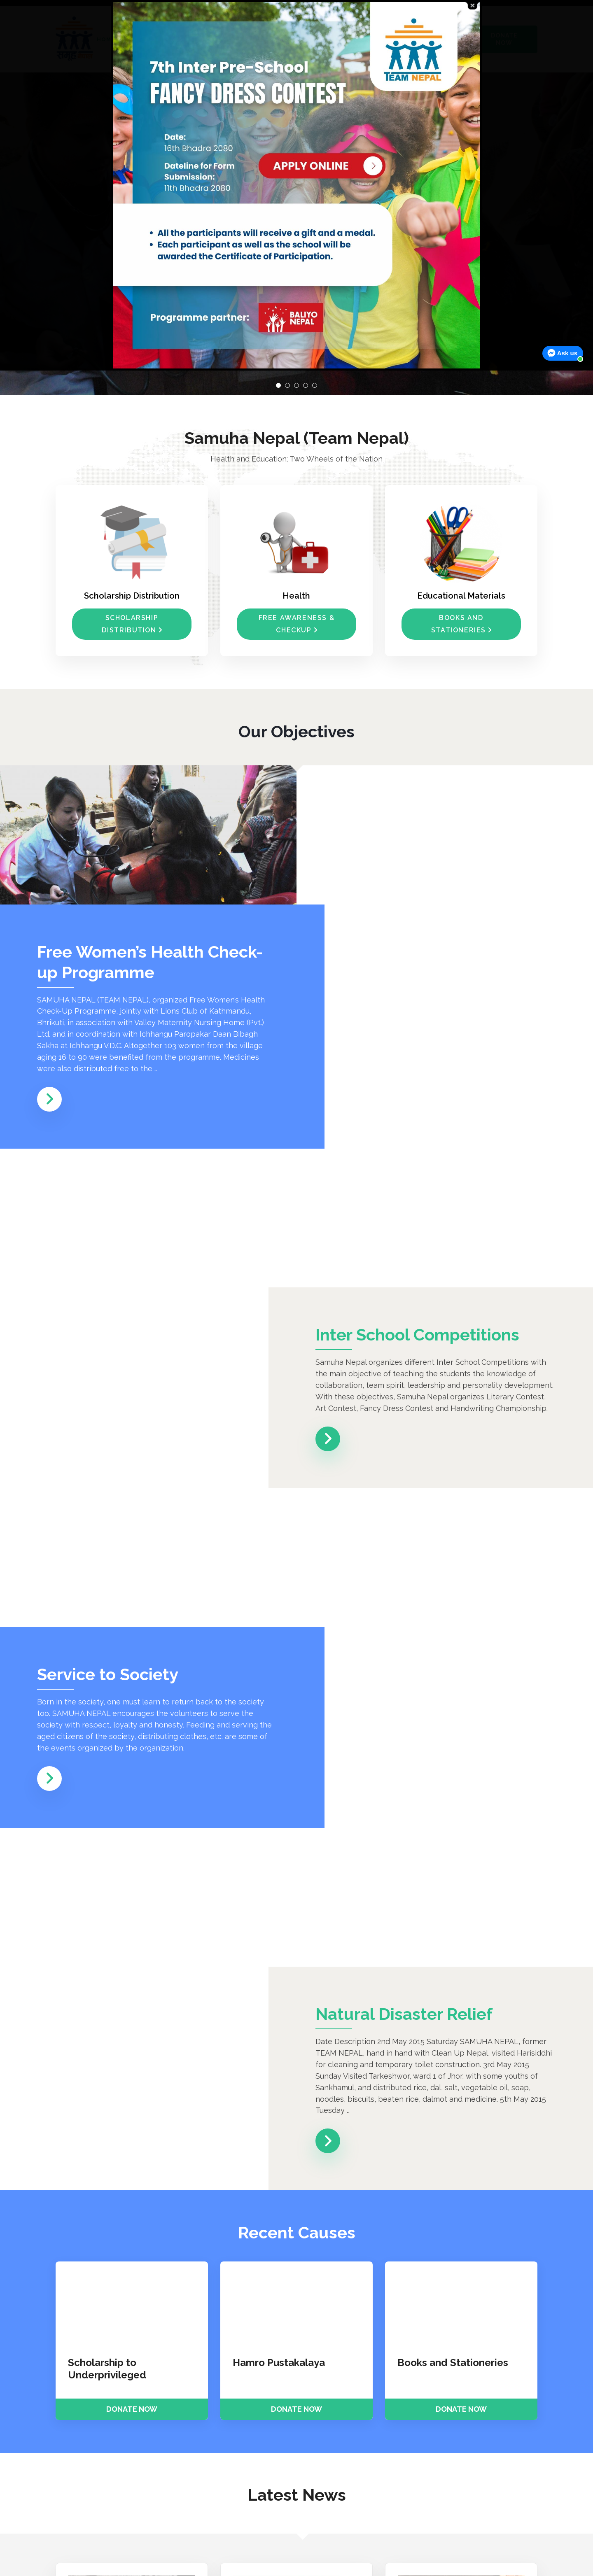 TEAM NEPAL
7th Inter Pre-School
FANCY DRESS CONTEST
Date:
16th Bhadra 2080
Dateline for Form
Submission:
11th Bhadra 2080
APPLY ONLINE
• All the participants will receive a gift and a medal.
• Each participant as well as the school will be
awarded the Certificate of Participation.
Programme partner:
BALIYO
NEPAL
Ask us
Samuha Nepal (Team Nepal)
Health and Education; Two Wheels of the Nation
Scholarship Distribution
SCHOLARSHIP
DISTRIBUTION
Health
FREE AWARENESS &
CHECKUP
Educational Materials
BOOKS AND
STATIONERIES
Our Objectives
Free Women’s Health Check-
up Programme
SAMUHA NEPAL (TEAM NEPAL), organized Free Women’s Health
Check-Up Programme, jointly with Lions Club of Kathmandu,
Bhrikuti, in association with Valley Maternity Nursing Home (Pvt.)
Ltd. and in coordination with Ichhangu Paropakar Daan Bibagh
Sakha at Ichhangu V.D.C. Altogether 103 women from the village
aging 16 to 90 were benefited from the programme. Medicines
were also distributed free to the …
Inter School Competitions
Samuha Nepal organizes different Inter School Competitions with
the main objective of teaching the students the knowledge of
collaboration, team spirit, leadership and personality development.
With these objectives, Samuha Nepal organizes Literary Contest,
Art Contest, Fancy Dress Contest and Handwriting Championship.
Service to Society
Born in the society, one must learn to return back to the society
too. SAMUHA NEPAL encourages the volunteers to serve the
society with respect, loyalty and honesty. Feeding and serving the
aged citizens of the society, distributing clothes, etc. are some of
the events organized by the organization.
Natural Disaster Relief
Date Description 2nd May 2015 Saturday SAMUHA NEPAL, former
TEAM NEPAL, hand in hand with Clean Up Nepal, visited Harisiddhi
for cleaning and temporary toilet construction. 3rd May 2015
Sunday Visited Tarkeshwor, ward 1 of Jhor, with some youths of
Sankhamul, and distributed rice, dal, salt, vegetable oil, soap,
noodles, biscuits, beaten rice, dalmot and medicine. 5th May 2015
Tuesday …
Recent Causes
Scholarship to
Underprivileged
DONATE NOW
Hamro Pustakalaya
DONATE NOW
Books and Stationeries
DONATE NOW
Latest News